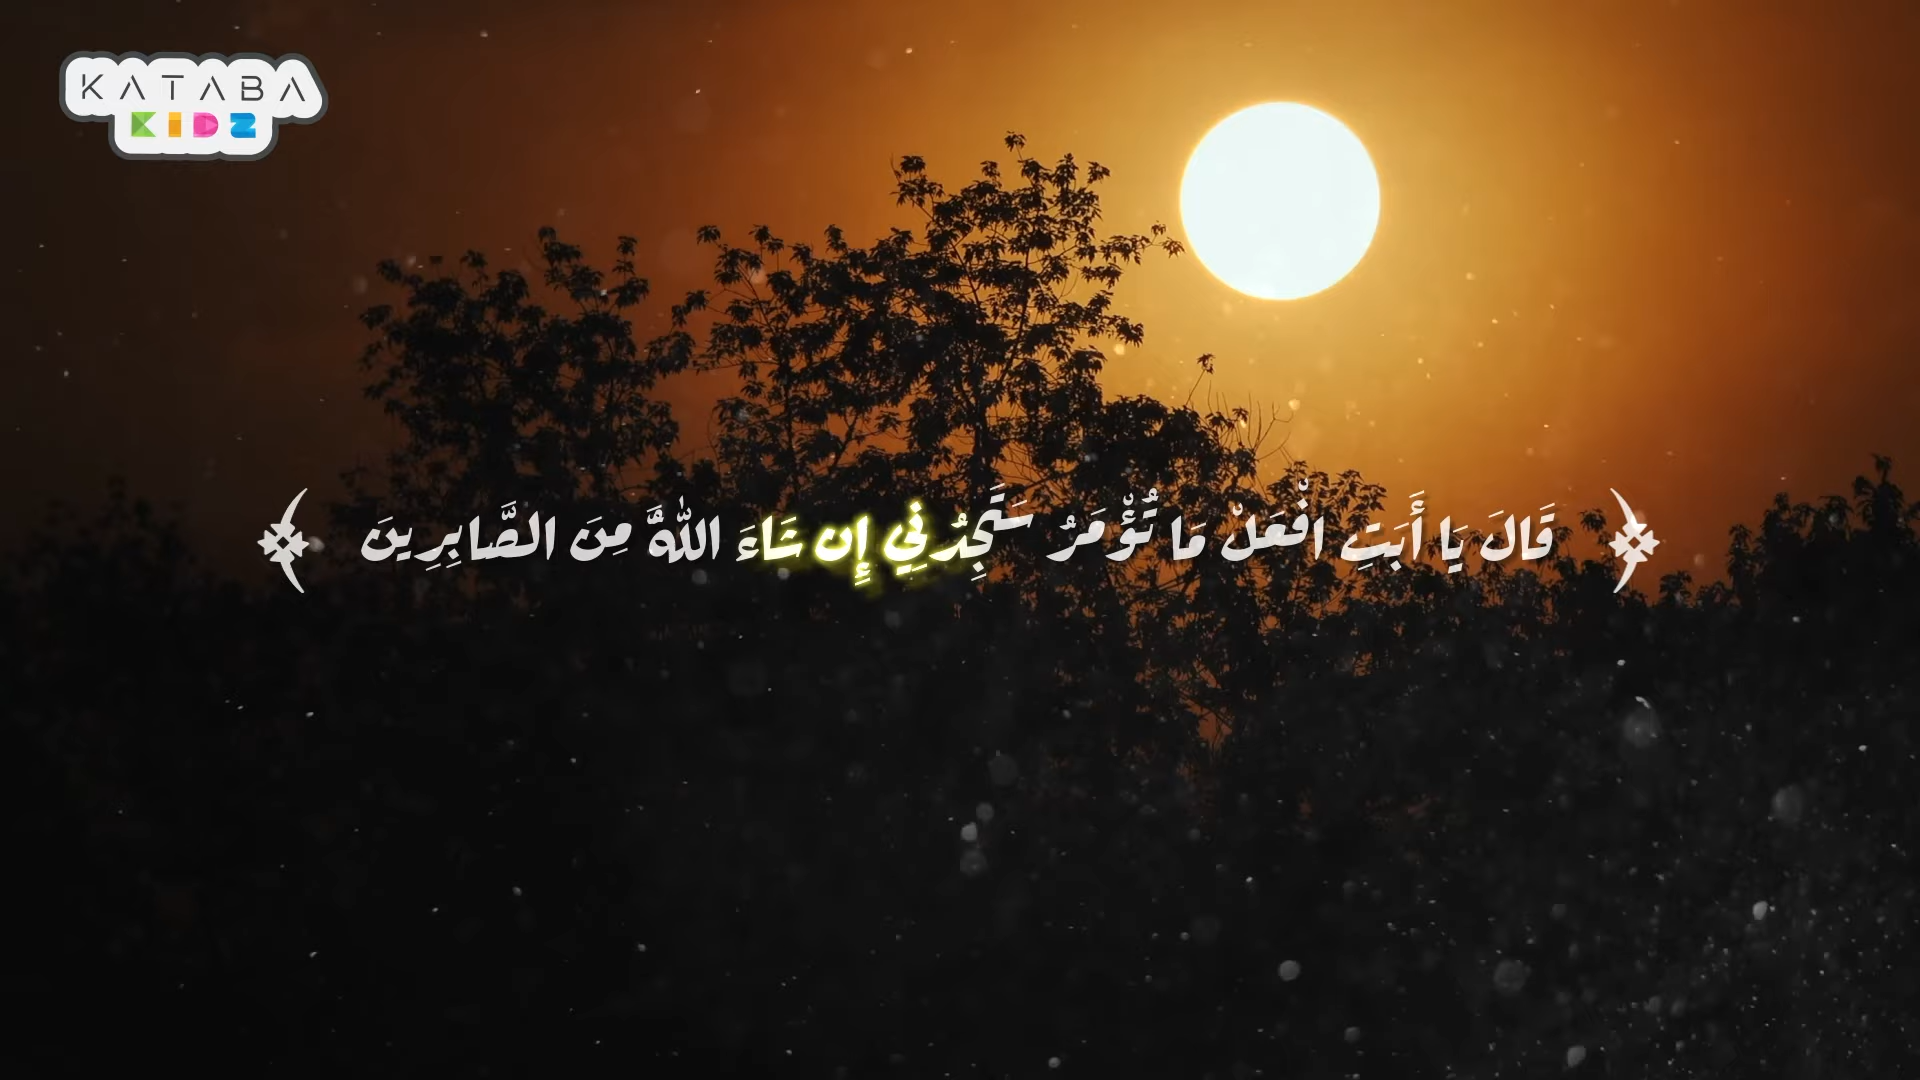 KATABA
KIDZ
﴿ قَالَ يَا أَبَتِ افْعَلْ مَا تُؤْمَرُ سَتَجِدُنِي إِن شَاءَ اللَّهُ مِنَ الصَّابِرِينَ ﴾